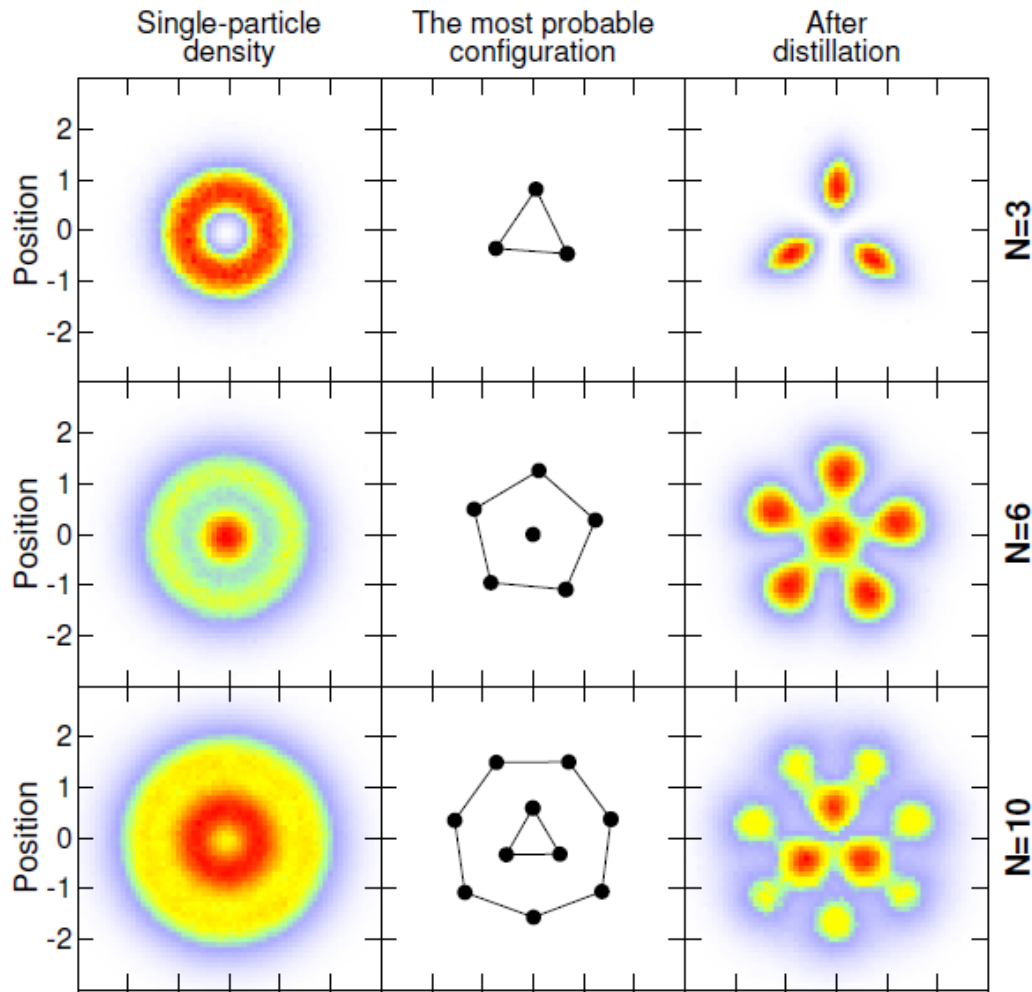 Single-particle
density
The most probable
configuration
After
distillation
2
1
0
-1
-2
Position
N=3
2
1
0
-1
-2
Position
N=6
2
1
0
-1
-2
Position
N=10